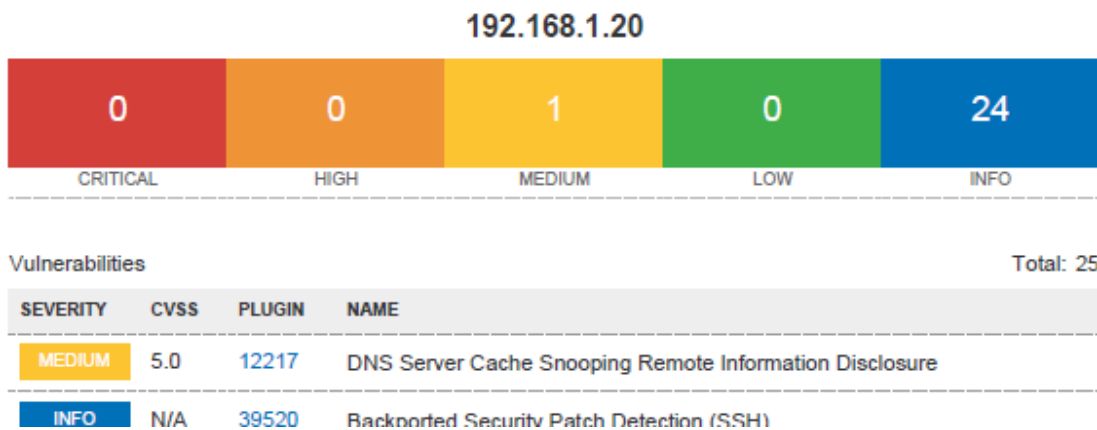 192.168.1.20
0 0 1 0 24
CRITICAL HIGH MEDIUM LOW INFO
Vulnerabilities Total: 25
SEVERITY CVSS PLUGIN NAME
MEDIUM 5.0 12217 DNS Server Cache Snooping Remote Information Disclosure
INFO N/A 39520 Backported Security Patch Detection (SSH)